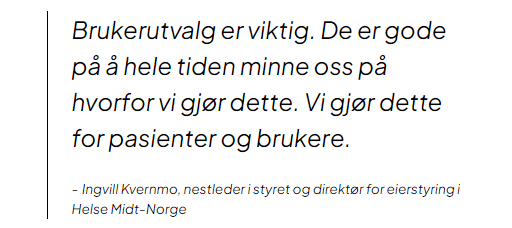 Brukerutvalg er viktig. De er gode
på å hele tiden minne oss på
hvorfor vi gjør dette. Vi gjør dette
for pasienter og brukere.
- Ingvill Kvernmo, nestleder i styret og direktør for eierstyring i
Helse Midt-Norge